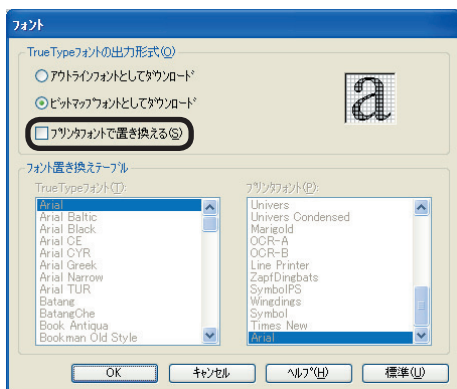 フォント
TrueTypeフォントの出力形式(O)
アウトラインフォントとしてダウンロード
ビットマップフォントとしてダウンロード
プリンタフォントで置き換える(S)
a
フォント置き換えテーブル
TrueTypeフォント(T):
Arial
Arial Baltic
Arial Black
Arial CE
Arial CYR
Arial Greek
Arial Narrow
Arial TUR
Batang
BatangChe
Book Antiqua
Bookman Old Style
プリンタフォント(P):
Univers
Univers Condensed
Marigold
OCR-A
OCR-B
Line Printer
ZapfDingbats
SymbolPS
Wingdings
Symbol
Times New
Arial
OK
キャンセル
ヘルプ(H)
標準(U)